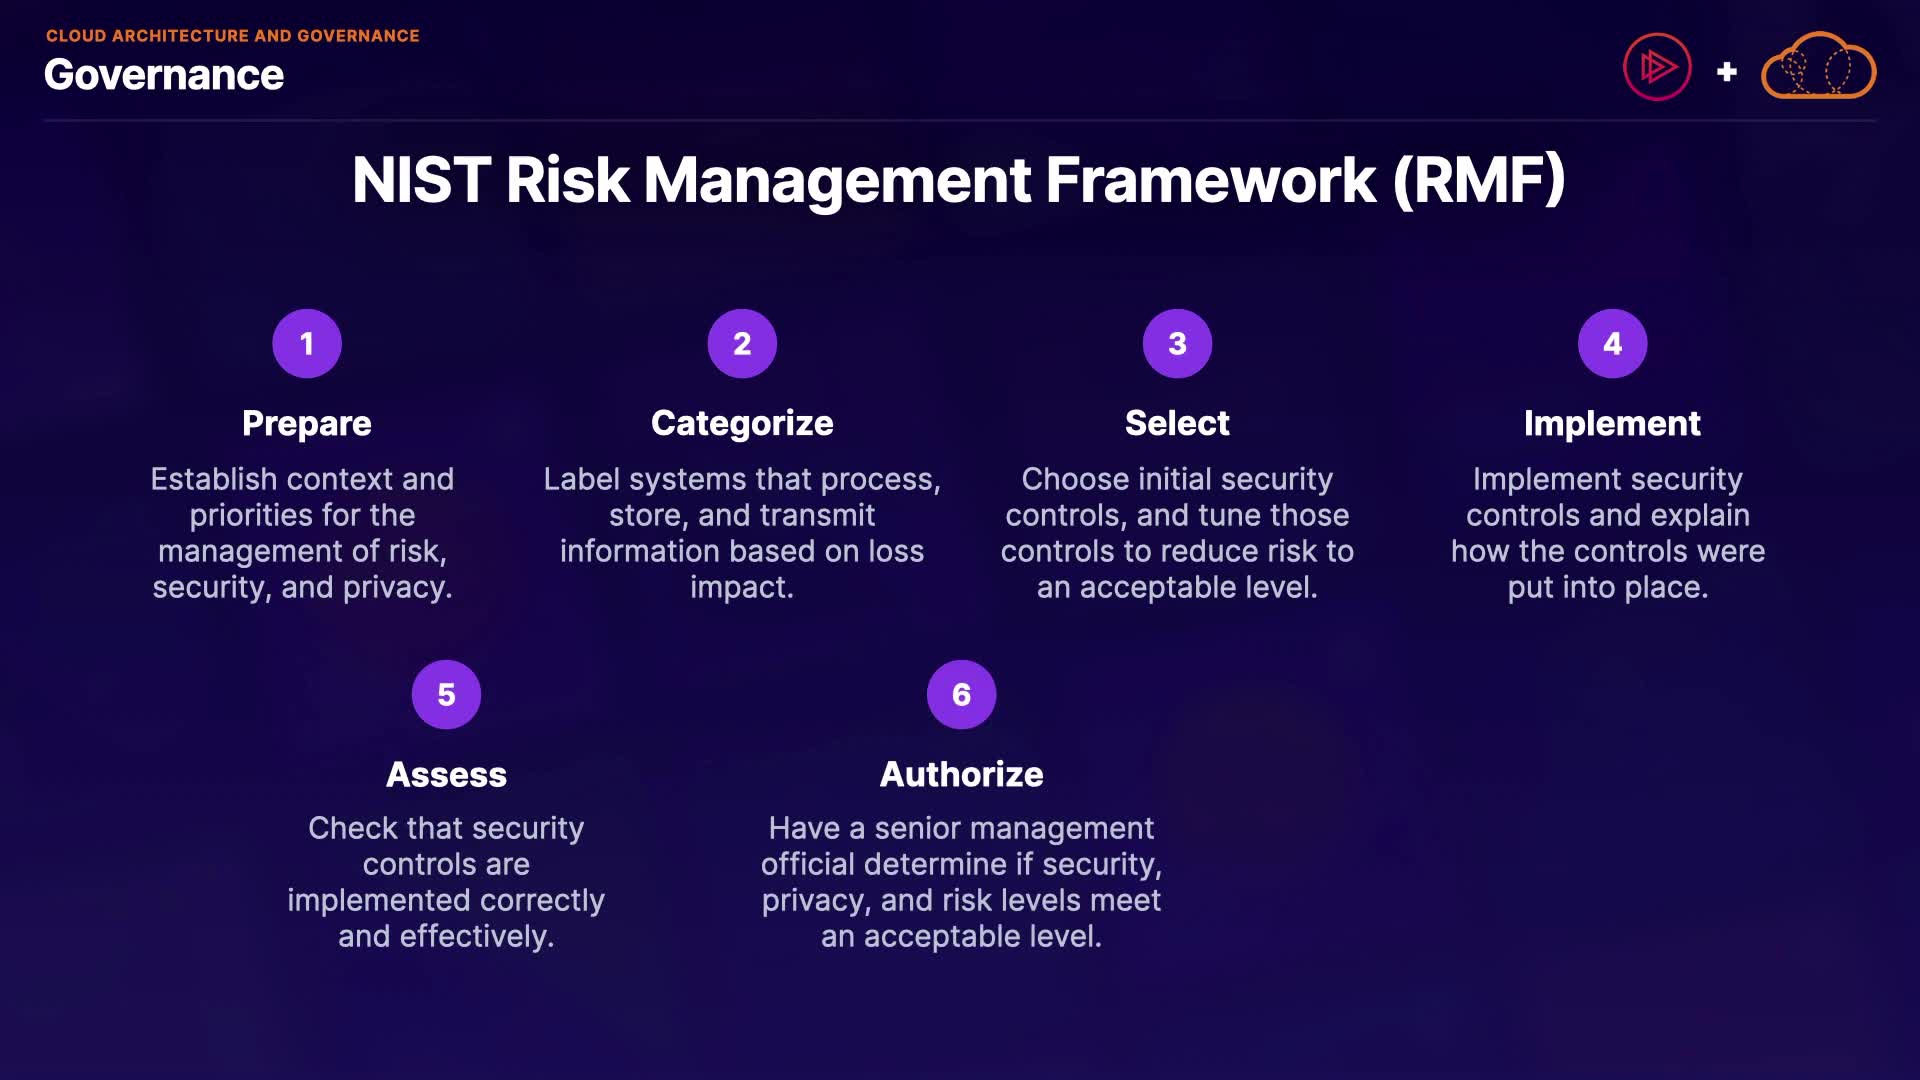 CLOUD ARCHITECTURE AND GOVERNANCE
Governance
+
NIST Risk Management Framework (RMF)
1
Prepare
Establish context and
priorities for the
management of risk,
security, and privacy.
2
Categorize
Label systems that process,
store, and transmit
information based on loss
impact.
3
Select
Choose initial security
controls, and tune those
controls to reduce risk to
an acceptable level.
4
Implement
Implement security
controls and explain
how the controls were
put into place.
5
Assess
Check that security
controls are
implemented correctly
and effectively.
6
Authorize
Have a senior management
official determine if security,
privacy, and risk levels meet
an acceptable level.